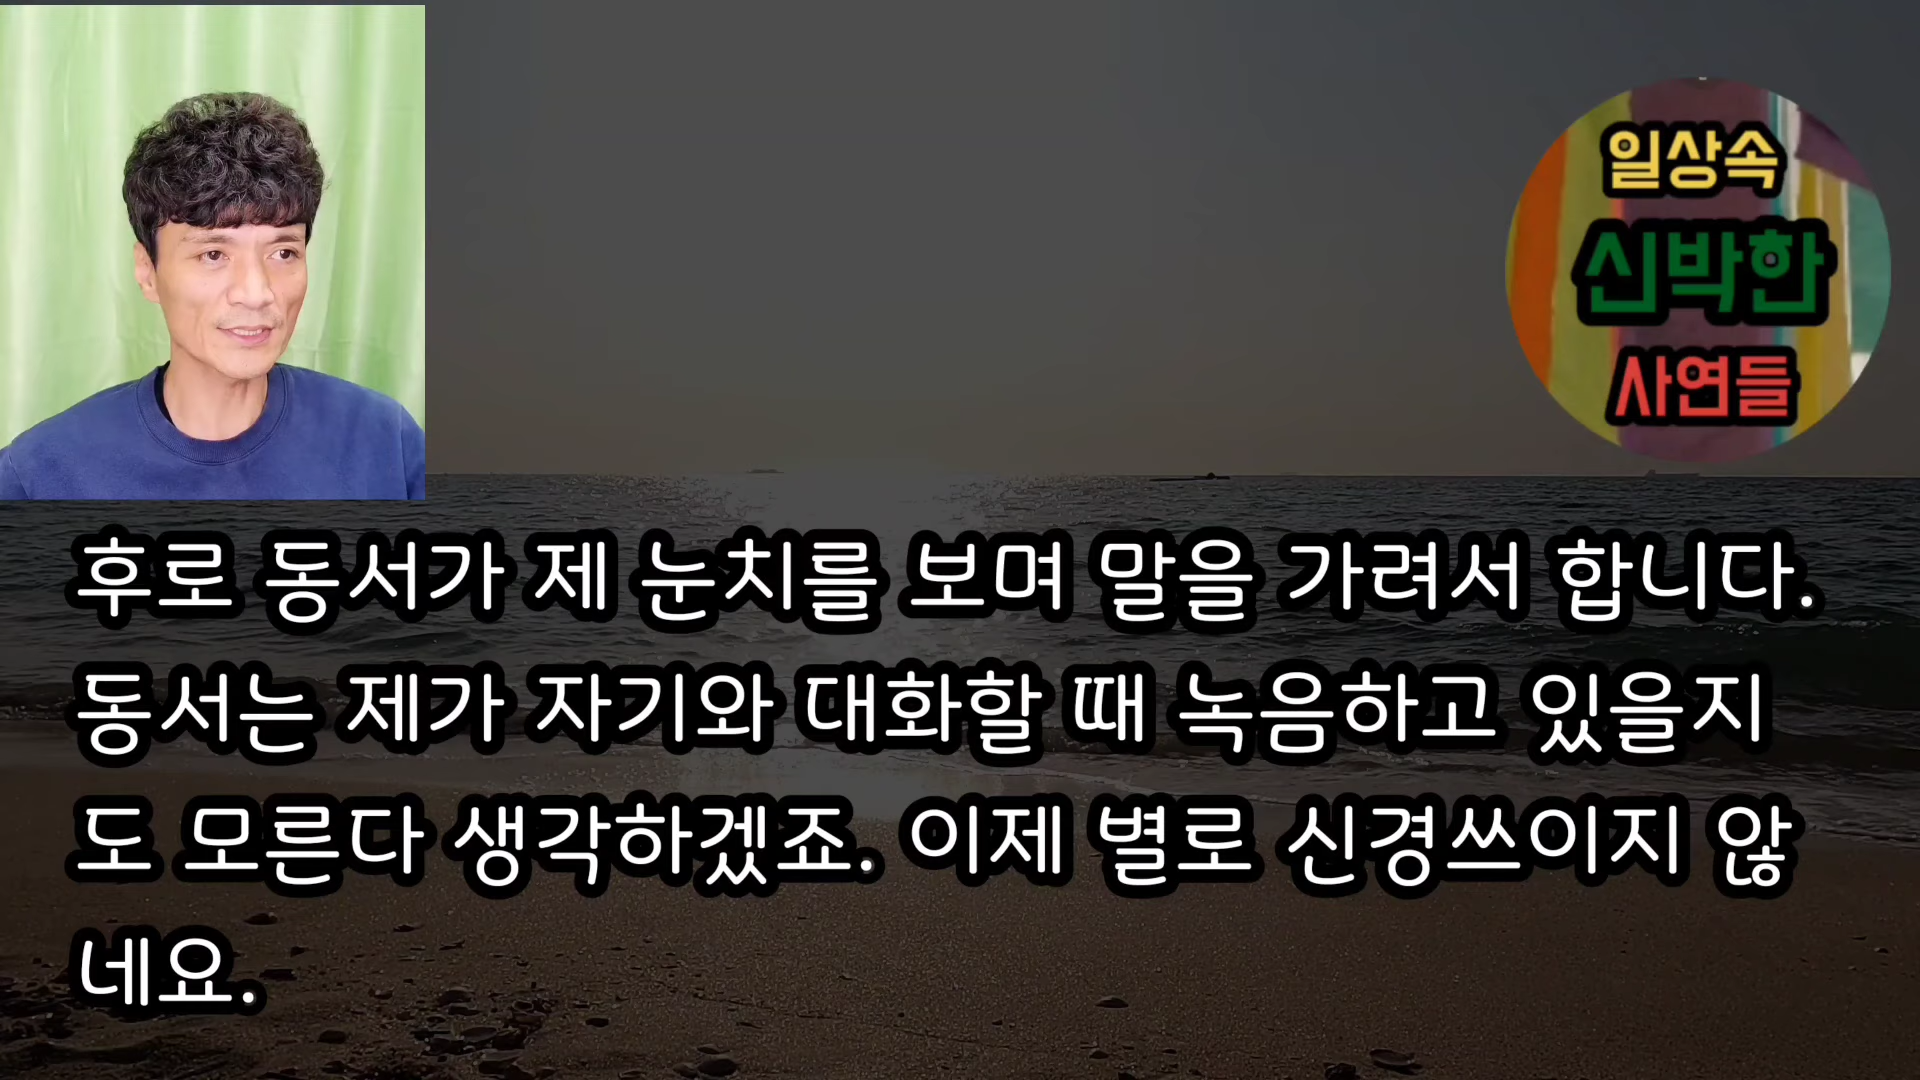 일상속
신박한
사연들
후로 동서가 제 눈치를 보며 말을 가려서 합니다.
동서는 제가 자기와 대화할 때 녹음하고 있을지
도 모른다 생각하겠죠. 이제 별로 신경쓰이지 않
네요.